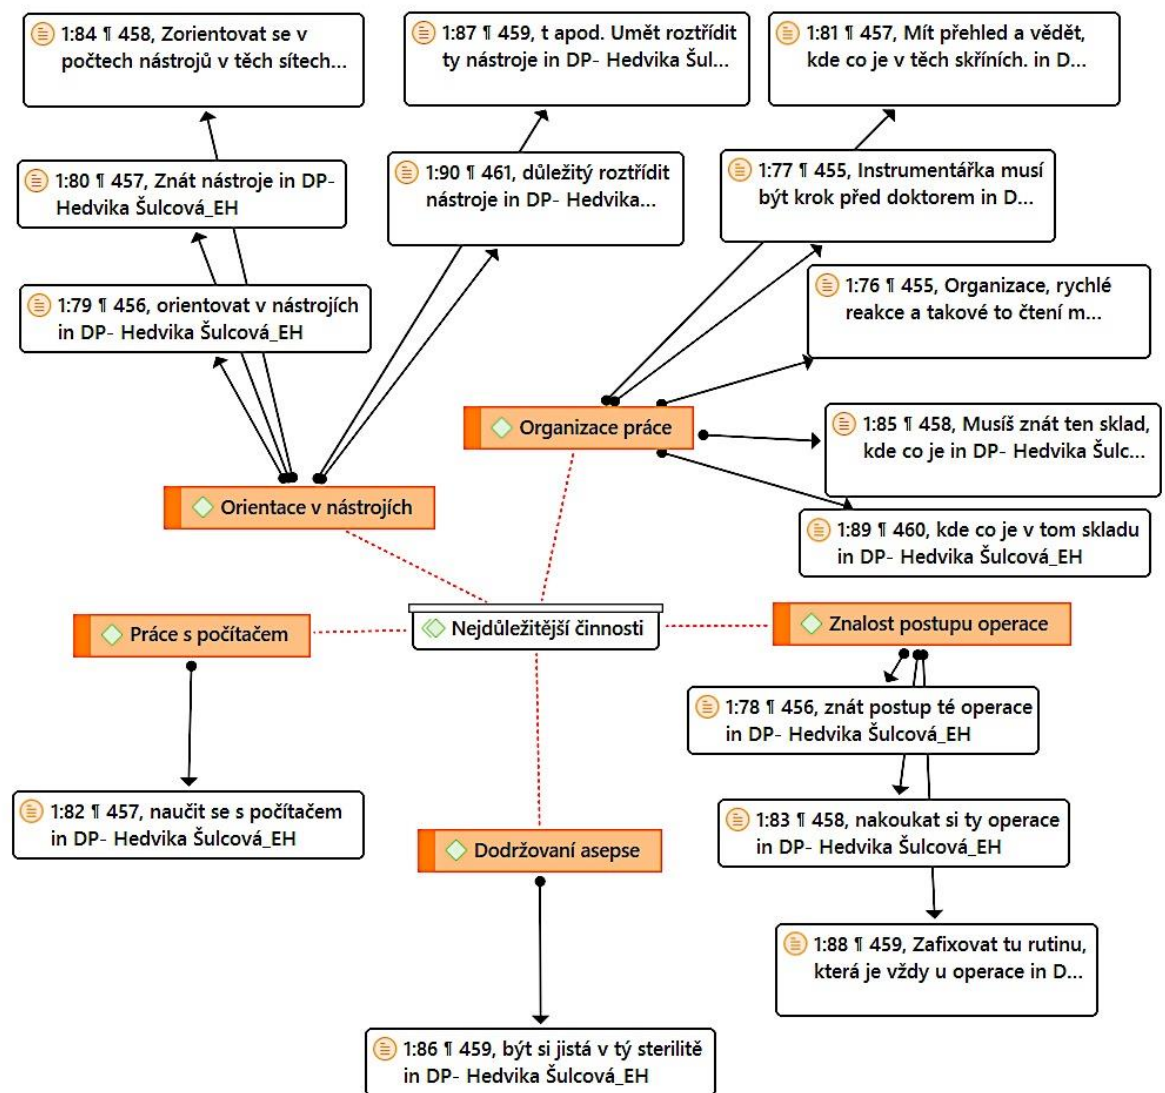 1:84 ¶ 458, Zorientovat se v
počtech nástrojů v těch sítech...
1:87 ¶ 459, t apod. Umět roztřídit
ty nástroje in DP- Hedvika Šul...
1:81 ¶ 457, Mít přehled a vědět,
kde co je v těch skříních. in D...
1:80 ¶ 457, Znát nástroje in DP-
Hedvika Šulcová_EH
1:90 ¶ 461, důležitý roztřídit
nástroje in DP- Hedvika...
1:77 ¶ 455, Instrumentářka musí
být krok před doktorem in D...
1:79 ¶ 456, orientovat v nástrojích
in DP- Hedvika Šulcová_EH
1:76 ¶ 455, Organizace, rychlé
reakce a takové to čtení m...
Organizace práce
1:85 ¶ 458, Musíš znát ten sklad,
kde co je in DP- Hedvika Šulc...
Orientace v nástrojích
1:89 ¶ 460, kde co je v tom skladu
in DP- Hedvika Šulcová_EH
Práce s počítačem
Nejdůležitější činnosti
Znalost postupu operace
1:78 ¶ 456, znát postup té operace
in DP- Hedvika Šulcová_EH
1:82 ¶ 457, naučit se s počítačem
in DP- Hedvika Šulcová_EH
1:83 ¶ 458, nakoukat si ty operace
in DP- Hedvika Šulcová_EH
Dodržovaní asepse
1:88 ¶ 459, Zafixovat tu rutinu,
která je vždy u operace in D...
1:86 ¶ 459, být si jistá v tý sterilitě
in DP- Hedvika Šulcová_EH